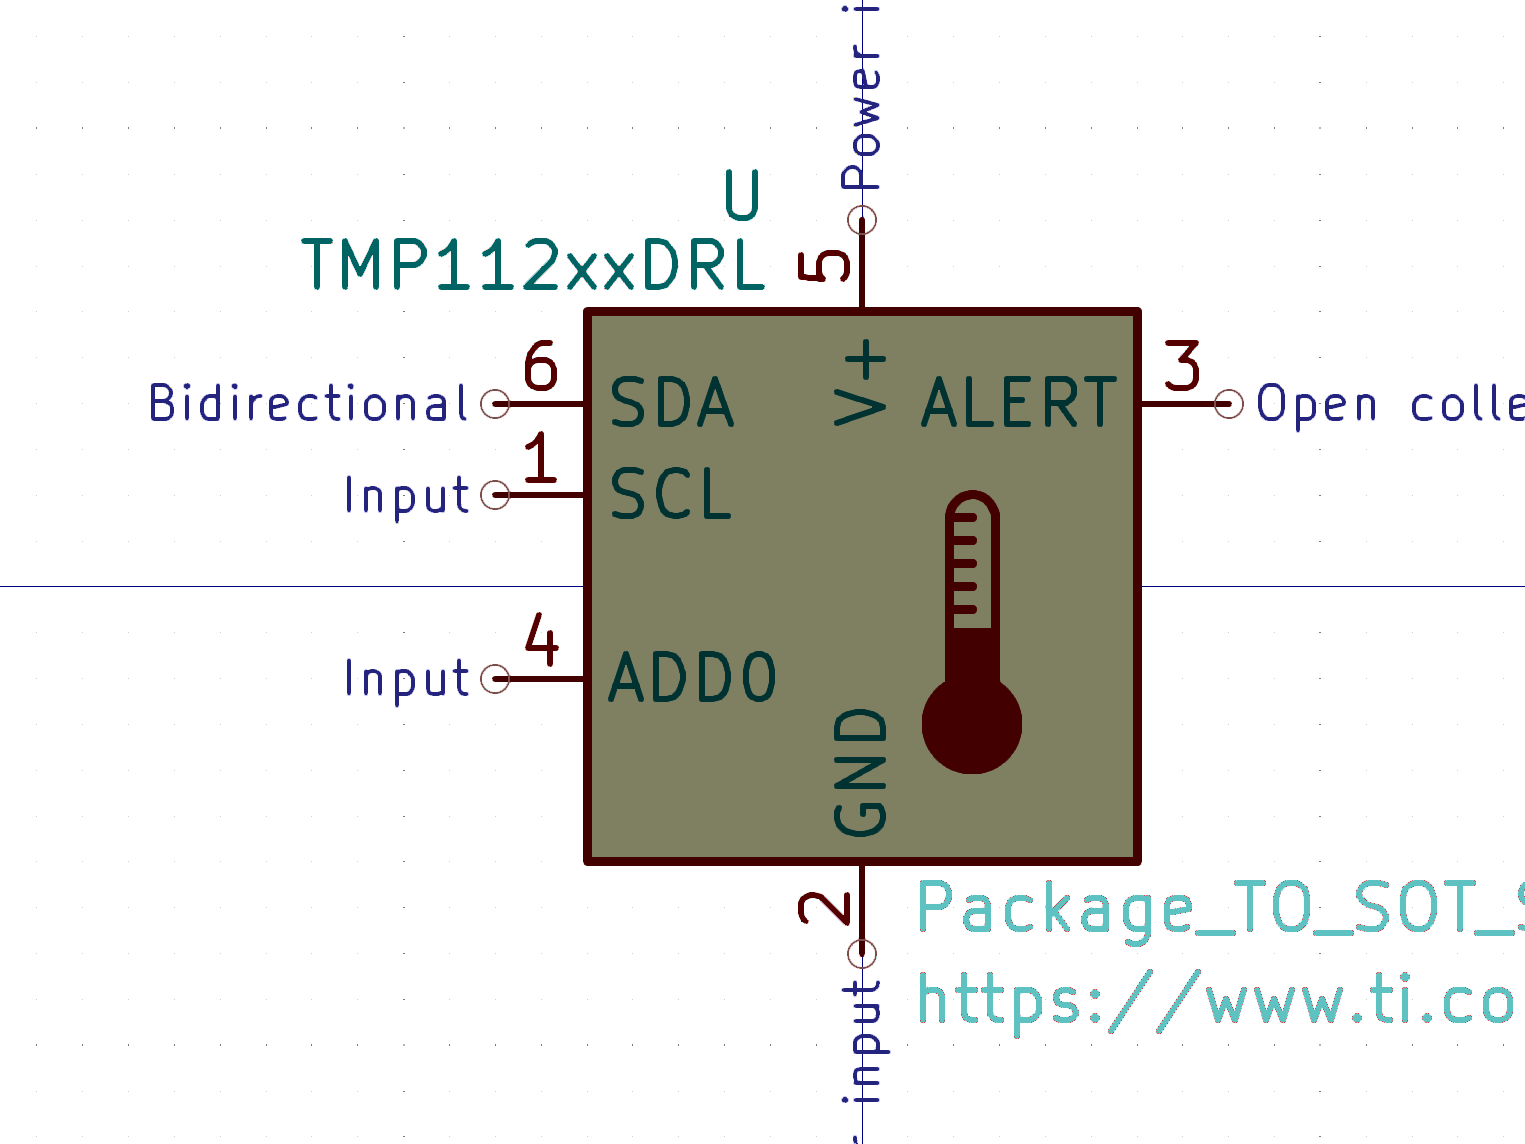 Power i
U
TMP112xxDRL
5
6
3
Bidirectional
SDA
V+
ALERT
Open colle
1
Input
SCL
4
Input
ADD0
GND
2
Package_TO_SOT_S
https://www.ti.co
input